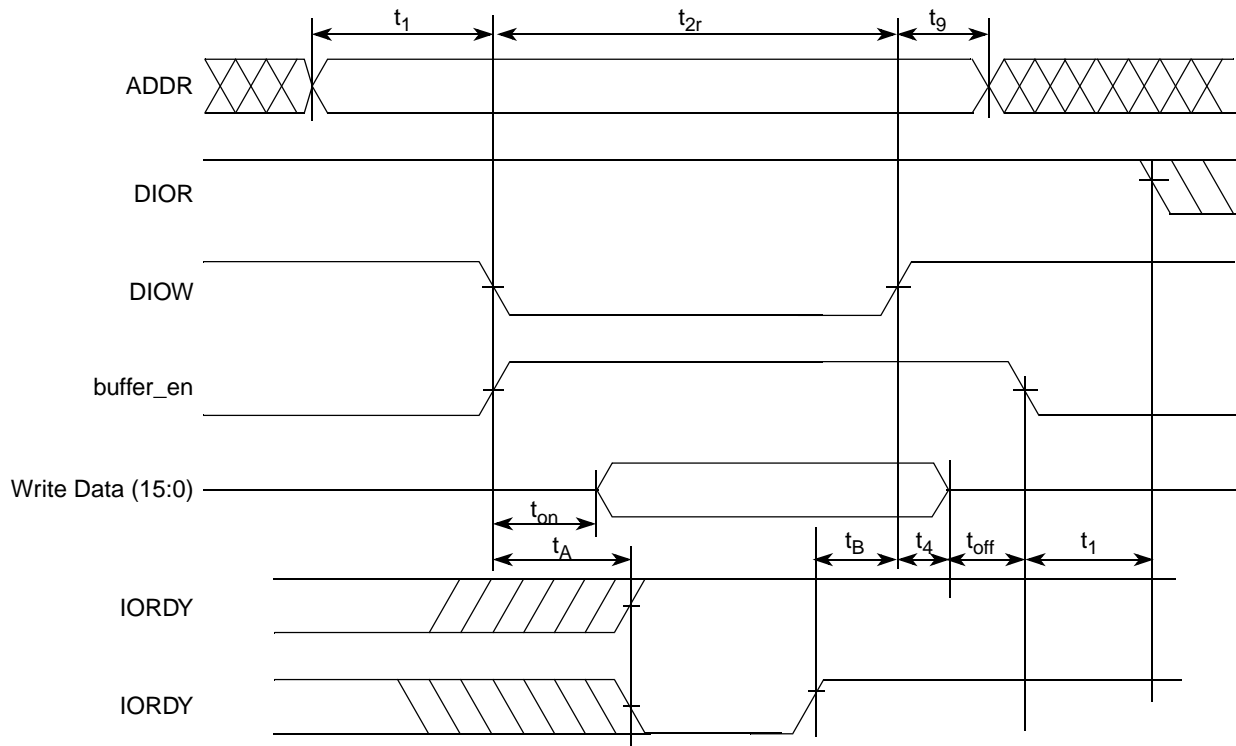 t1 t2r t9
ADDR
DIOR
DIOW
buffer_en
Write Data (15:0)
ton
tA tB t4 toff t1
IORDY
IORDY